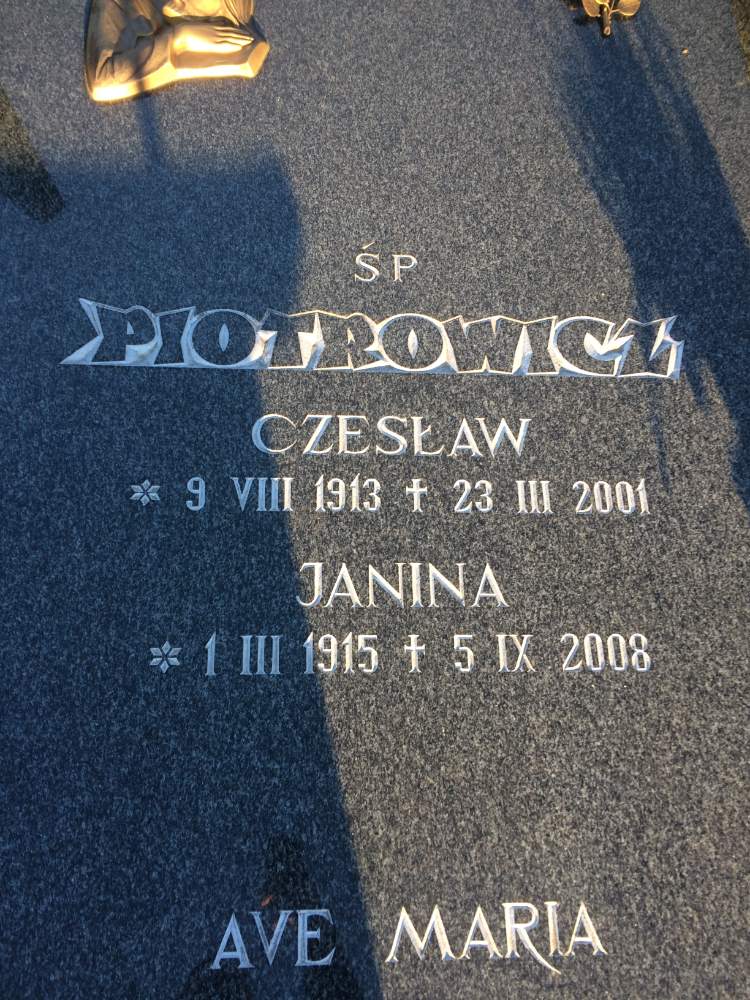 ŚP
PIOTROWICZ
CZESŁAW
* 9 VIII 1913 ✝ 23 III 2001
JANINA
* 1 III 1915 ✝ 5 IX 2008
AVE MARIA